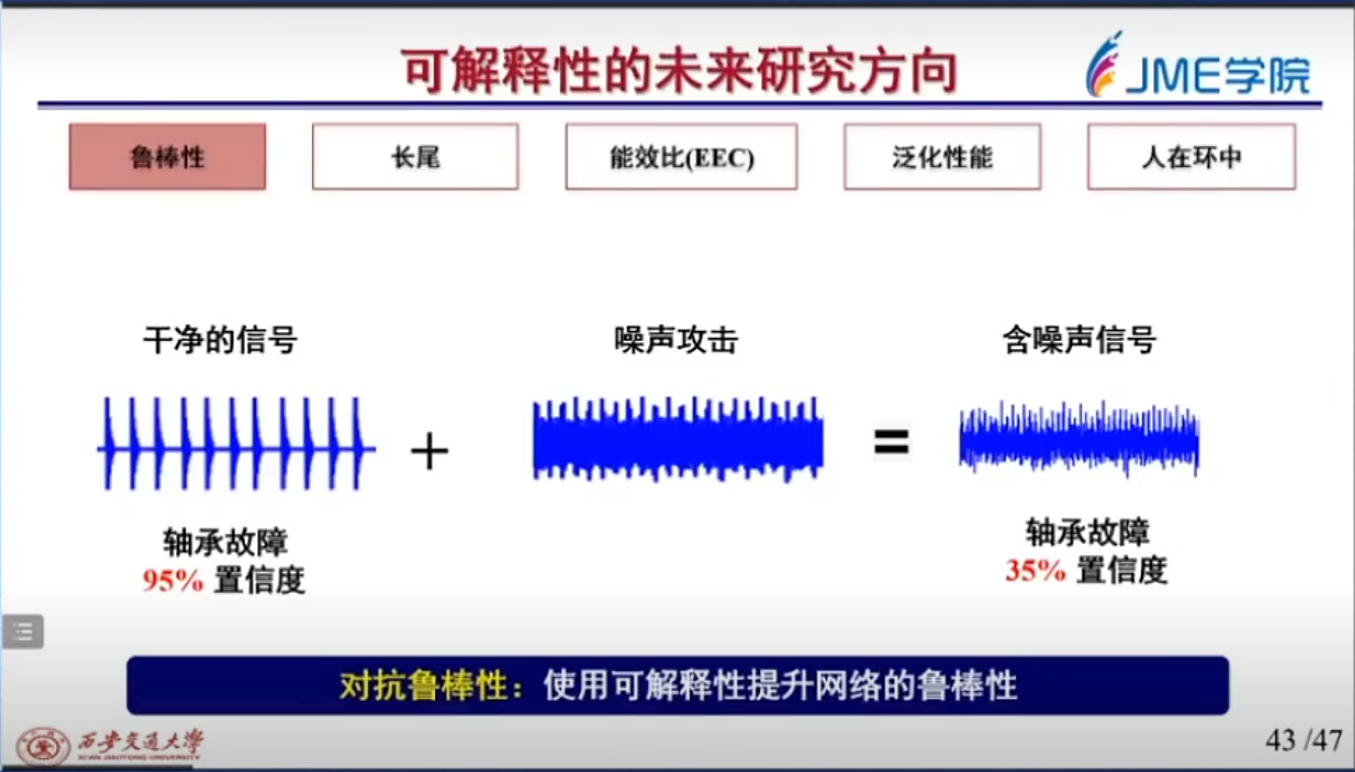 可解释性的未来研究方向
JME学院
鲁棒性
长尾
能效比(EEC)
泛化性能
人在环中
干净的信号
噪声攻击
含噪声信号
+
=
轴承故障
95% 置信度
轴承故障
35% 置信度
对抗鲁棒性：使用可解释性提升网络的鲁棒性
西安交通大学
XI'AN JIAOTONG UNIVERSITY
43 /47